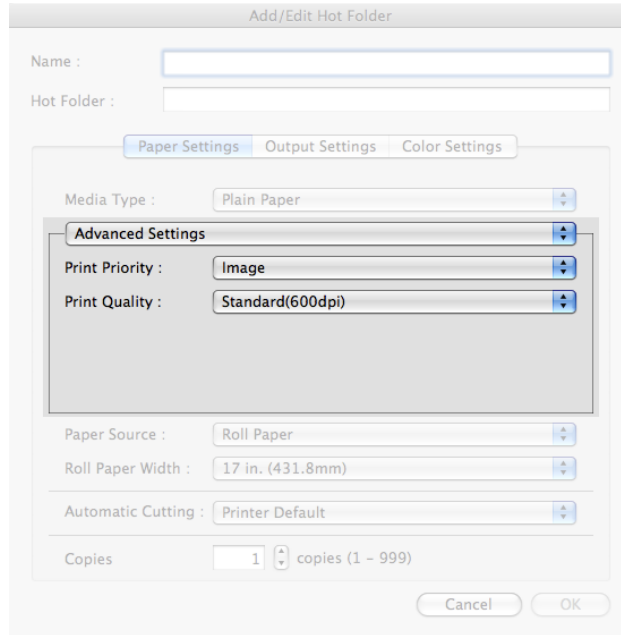 Add/Edit Hot Folder
Name :
Hot Folder :
Paper Settings Output Settings Color Settings
Media Type : Plain Paper
Advanced Settings
Print Priority : Image
Print Quality : Standard(600dpi)
Paper Source : Roll Paper
Roll Paper Width : 17 in. (431.8mm)
Automatic Cutting : Printer Default
Copies 1 copies (1 – 999)
Cancel OK